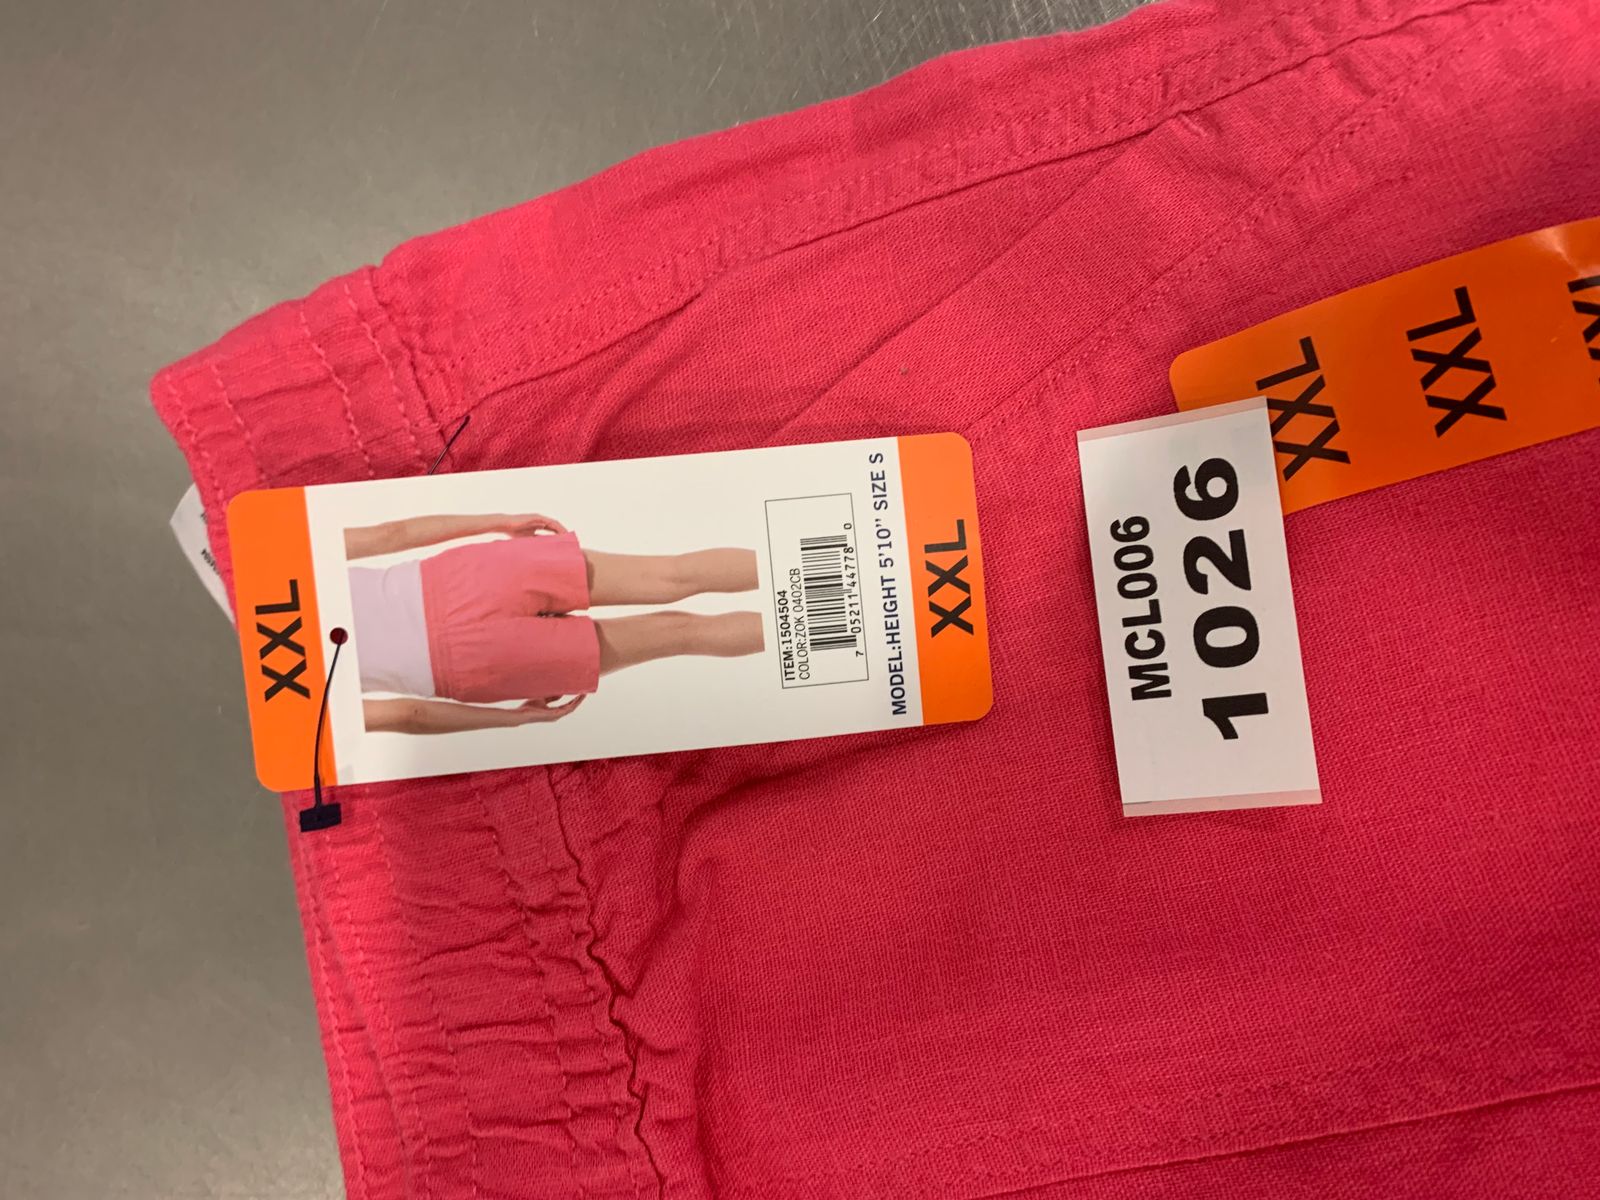 XXL
ITEM:1504504
COLOR:ZOK 0402CB
7 05211 44778 0
MODEL:HEIGHT 5'10" SIZE S
XXL
MCL006
1026
XXL
XXL